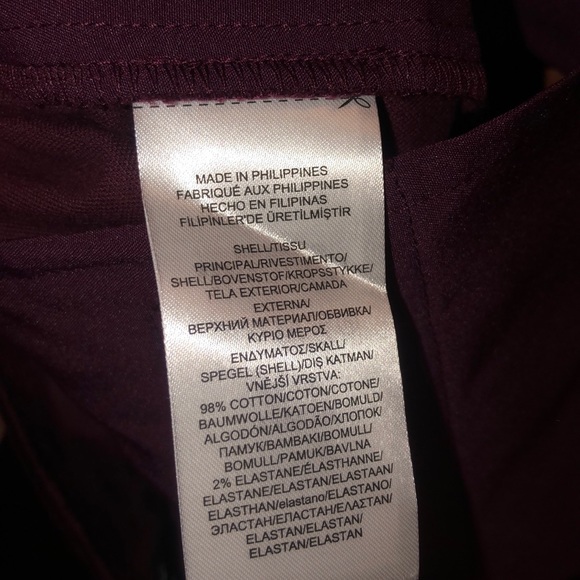 MADE IN PHILIPPINES
FABRIQUÉ AUX PHILIPPINES
HECHO EN FILIPINAS
FİLİPİNLER'DE ÜRETİLMİŞTİR
SHELL/TISSU
PRINCIPAL/RIVESTIMENTO/
SHELL/BOVENSTOF/KROPSSTYKKE/
TELA EXTERIOR/CAMADA
EXTERNA/
ВЕРХНИЙ МАТЕРИАЛ/ОБВИВКА/
ΚΥΡΙΟ ΜΕΡΟΣ
ΕΝΔΥΜΑΤΟΣ/SKALL/
SPEGEL (SHELL)/DIŞ KATMAN/
VNĚJŠÍ VRSTVA:
98% COTTON/COTON/COTONE/
BAUMWOLLE/KATOEN/BOMULD/
ALGODÓN/ALGODÃO/ХЛОПОК/
ПАМУК/ΒΑΜΒΑΚΙ/BOMULL/
BOMULL/PAMUK/BAVLNA
2% ELASTANE/ÉLASTHANNE/
ELASTANE/ELASTAN/ELASTAAN/
ELASTHAN/elastano/ELASTANO/
ЭЛАСТАН/ЕЛАСТАН/ΕΛΑΣΤΑΝ/
ELASTAN/ELASTAN/
ELASTAN/ELASTAN